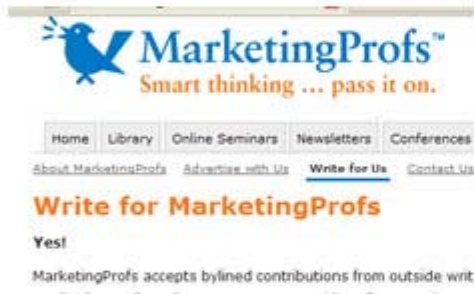 MarketingProfs™
Smart thinking ... pass it on.
Home Library Online Seminars Newsletters Conferences
About MarketingProfs Advertise with Us Write for Us Contact Us
Write for MarketingProfs
Yes!
MarketingProfs accepts bylined contributions from outside writ